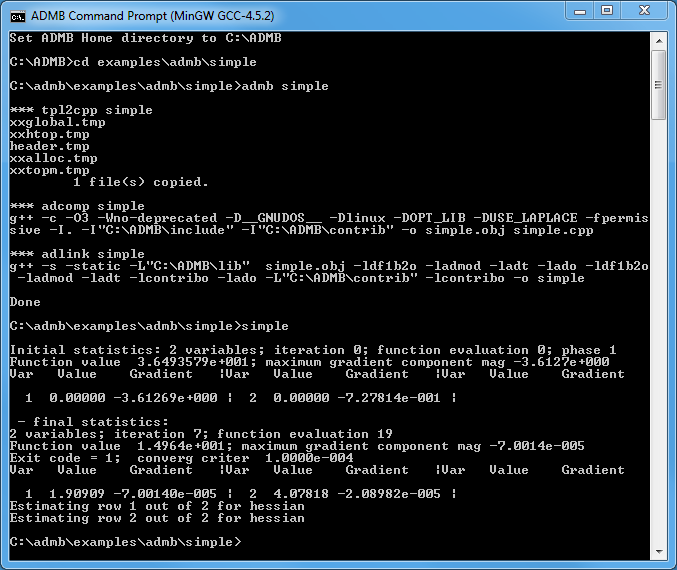 ADMB Command Prompt (MinGW GCC-4.5.2)
Set ADMB Home directory to C:\ADMB
C:\ADMB>cd examples\admb\simple
C:\admb\examples\admb\simple>admb simple
*** tpl2cpp simple
xxglobal.tmp
xxhtop.tmp
header.tmp
xxalloc.tmp
xxtopm.tmp
        1 file(s) copied.
*** adcomp simple
g++ -c -O3 -Wno-deprecated -D__GNUDOS__ -Dlinux -DOPT_LIB -DUSE_LAPLACE -fpermis
sive -I. -I"C:\ADMB\include" -I"C:\ADMB\contrib" -o simple.obj simple.cpp
*** adlink simple
g++ -s -static -L"C:\ADMB\lib"  simple.obj -ldf1b2o -ladmod -ladt -lado -ldf1b2o
 -ladmod -ladt -lcontribo -lado -L"C:\ADMB\contrib" -lcontribo -o simple
Done
C:\admb\examples\admb\simple>simple
Initial statistics: 2 variables; iteration 0; function evaluation 0; phase 1
Function value  3.6493579e+001; maximum gradient component mag -3.6127e+000
Var   Value    Gradient   |Var   Value    Gradient   |Var   Value     Gradient
  1  0.00000 -3.61269e+000 |  2  0.00000 -7.27814e-001 |
 - final statistics:
2 variables; iteration 7; function evaluation 19
Function value  1.4964e+001; maximum gradient component mag -7.0014e-005
Exit code = 1;  converg criter  1.0000e-004
Var   Value    Gradient   |Var   Value    Gradient   |Var   Value     Gradient
  1  1.90909 -7.00140e-005 |  2  4.07818 -2.08982e-005 |
Estimating row 1 out of 2 for hessian
Estimating row 2 out of 2 for hessian
C:\admb\examples\admb\simple>